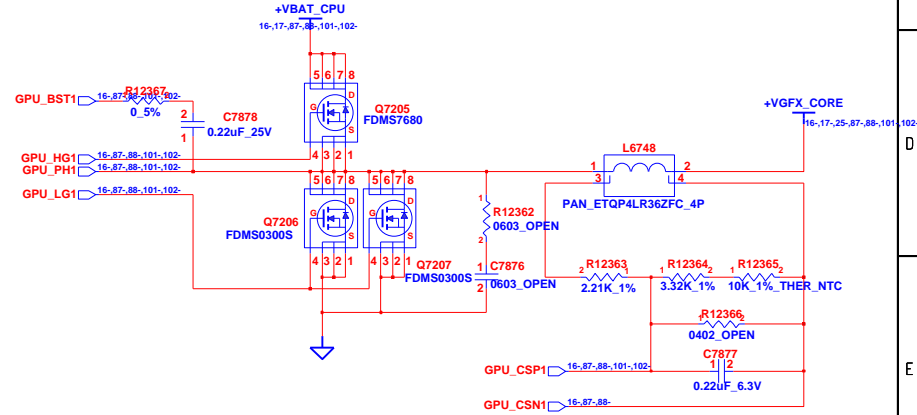 +VBAT_CPU
16-,17-,87-,88-,101-,102-
5 6 7 8
D
G
S
Q7205
FDMS7680
4 3 2 1
GPU_BST1
16-,87-,88-,101-,102-
R12367
0_5%
2
C7878
0.22uF_25V
1
+VGFX_CORE
16-,17-,25-,87-,88-,101-,102-
D
GPU_HG1
16-,87-,88-,101-,102-
GPU_PH1
16-,87-,88-,101-,102-
GPU_LG1
16-,87-,88-,101-,102-
L6748
1 2
3 4
PAN_ETQP4LR36ZFC_4P
5 6 7 8
D
G
S
Q7206
FDMS0300S
4 3 2 1
5 6 7 8
D
G
S
4 3 2 1
Q7207
FDMS0300S
1
R12362
0603_OPEN
2
C7876
1
0603_OPEN
2
R12363
2 1
2.21K_1%
R12364
1 2
3.32K_1%
R12365
1 2
10K_1%_THER_NTC
R12366
1 2
0402_OPEN
C7877
1 2
0.22uF_6.3V
GPU_CSP1
16-,87-,88-,101-,102-
GPU_CSN1
16-,87-,88-
E